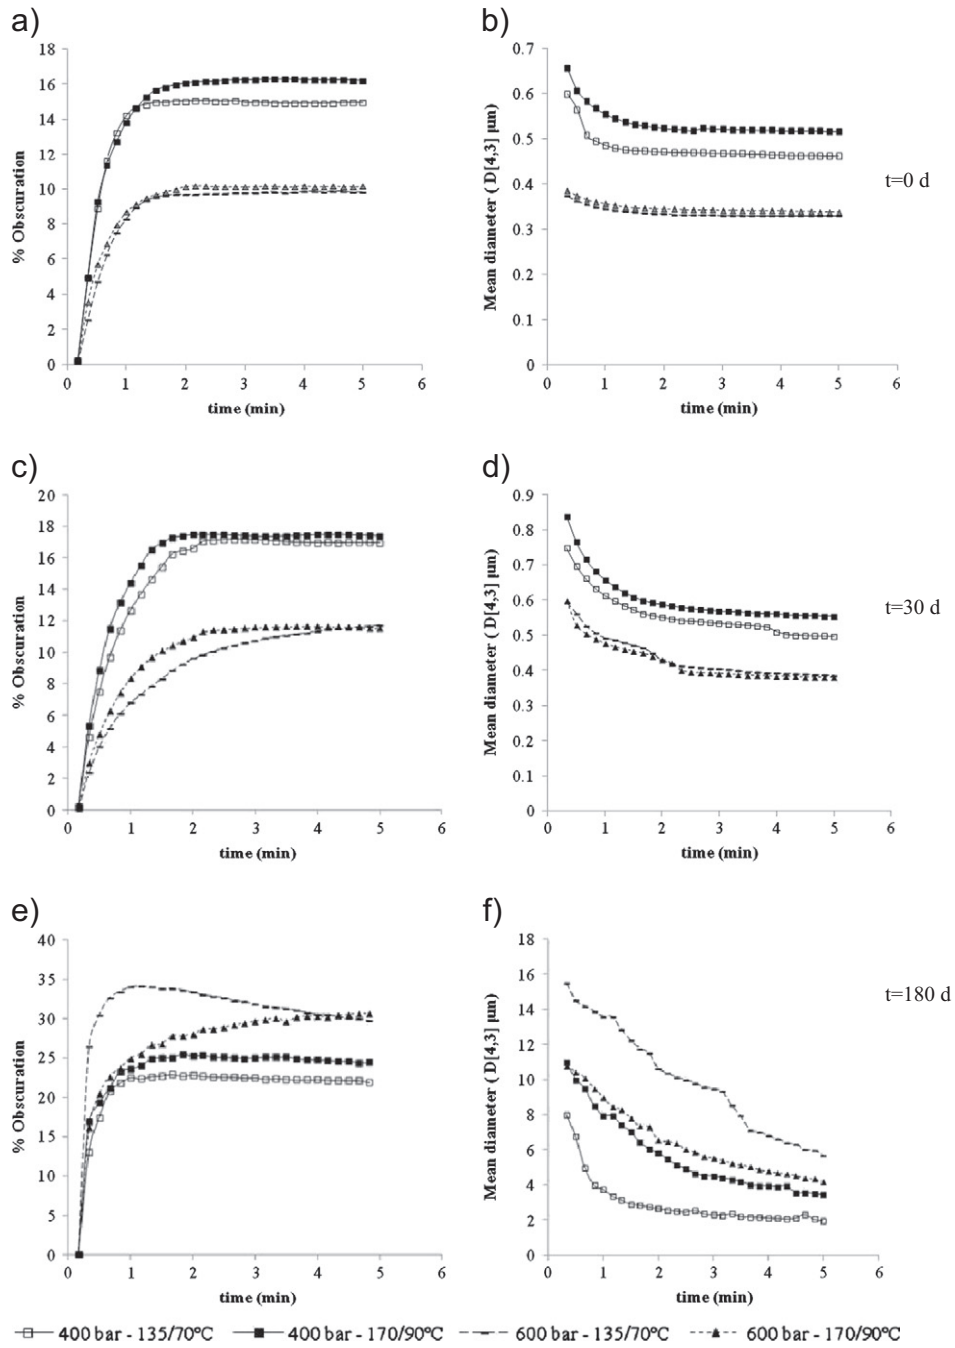 a)
18
16
14
12
10
8
6
4
2
0
% Obscuration
0 1 2 3 4 5 6
time (min)
b)
0.7
0.6
0.5
0.4
0.3
0.2
0.1
0
Mean diameter ( D[4,3] µm)
0 1 2 3 4 5 6
time (min)
t=0 d
c)
20
18
16
14
12
10
8
6
4
2
0
% Obscuration
0 1 2 3 4 5 6
time (min)
d)
0.9
0.8
0.7
0.6
0.5
0.4
0.3
0.2
0.1
0
Mean diameter ( D[4,3] µm)
0 1 2 3 4 5 6
time (min)
t=30 d
e)
40
35
30
25
20
15
10
5
0
% Obscuration
0 1 2 3 4 5 6
time (min)
f)
18
16
14
12
10
8
6
4
2
0
Mean diameter ( D[4,3] µm)
0 1 2 3 4 5 6
time (min)
t=180 d
400 bar - 135/70ºC 400 bar - 170/90ºC 600 bar - 135/70ºC 600 bar - 170/90ºC